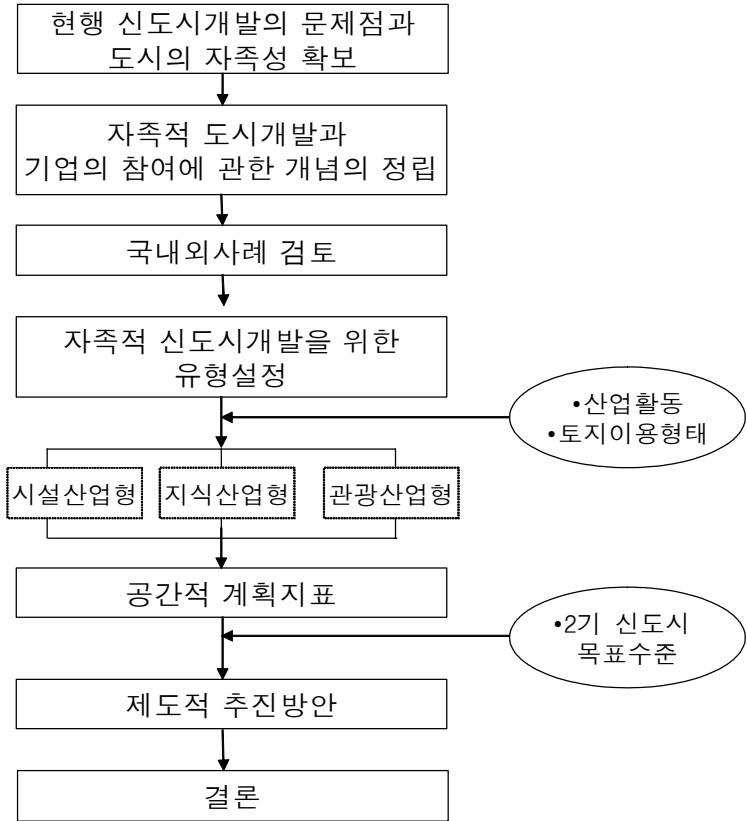 현행 신도시개발의 문제점과
도시의 자족성 확보
자족적 도시개발과
기업의 참여에 관한 개념의 정립
국내외사례 검토
자족적 신도시개발을 위한
유형설정
•산업활동
•토지이용형태
시설산업형
지식산업형
관광산업형
공간적 계획지표
•2기 신도시
목표수준
제도적 추진방안
결론